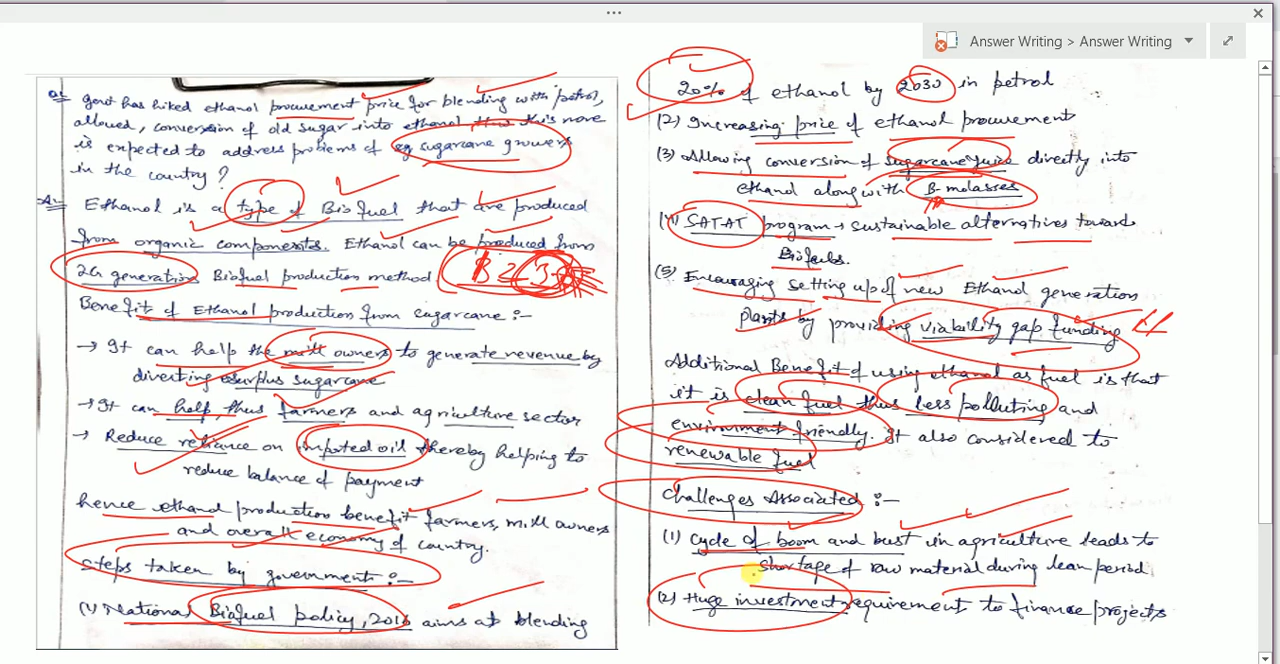 Answer Writing > Answer Writing
Q1. Govt has hiked ethanol procurement price for blending with petrol,
allowed, conversion of old sugar into ethanol this move
is expected to address problems of sugarcane growers
in the country?
A:- Ethanol is a type of Biofuel that are produced
from organic components. Ethanol can be produced from
2G generation Biofuel production method
Benefit of Ethanol production from sugarcane :-
→ It can help the mill owners to generate revenue by
diverting surplus sugarcane
→ It can help, thus farmers and agriculture sector
→ Reduce reliance on imported oil thereby helping to
reduce balance of payment
hence ethanol production benefit farmers, mill owners
and overall economy of country.
Steps taken by government :-
(1) National Biofuel policy, 2018 aims at blending
20% of ethanol by 2030 in petrol
(2) Increasing price of ethanol procurement
(3) Allowing conversion of sugarcane juice directly into
ethanol along with B-molasses
(4) SATAT program → sustainable alternatives toward
Biofuels.
(5) Encouraging setting up of new Ethanol generation
plants by providing viability gap funding
Additional Benefit of using ethanol as fuel is that
it is clean fuel thus less polluting and
environment friendly. It also considered to
renewable fuel
Challenges Associated :-
(1) Cycle of boom and bust in agriculture leads to
shortage of raw material during lean period
(2) Huge investment requirement to finance projects